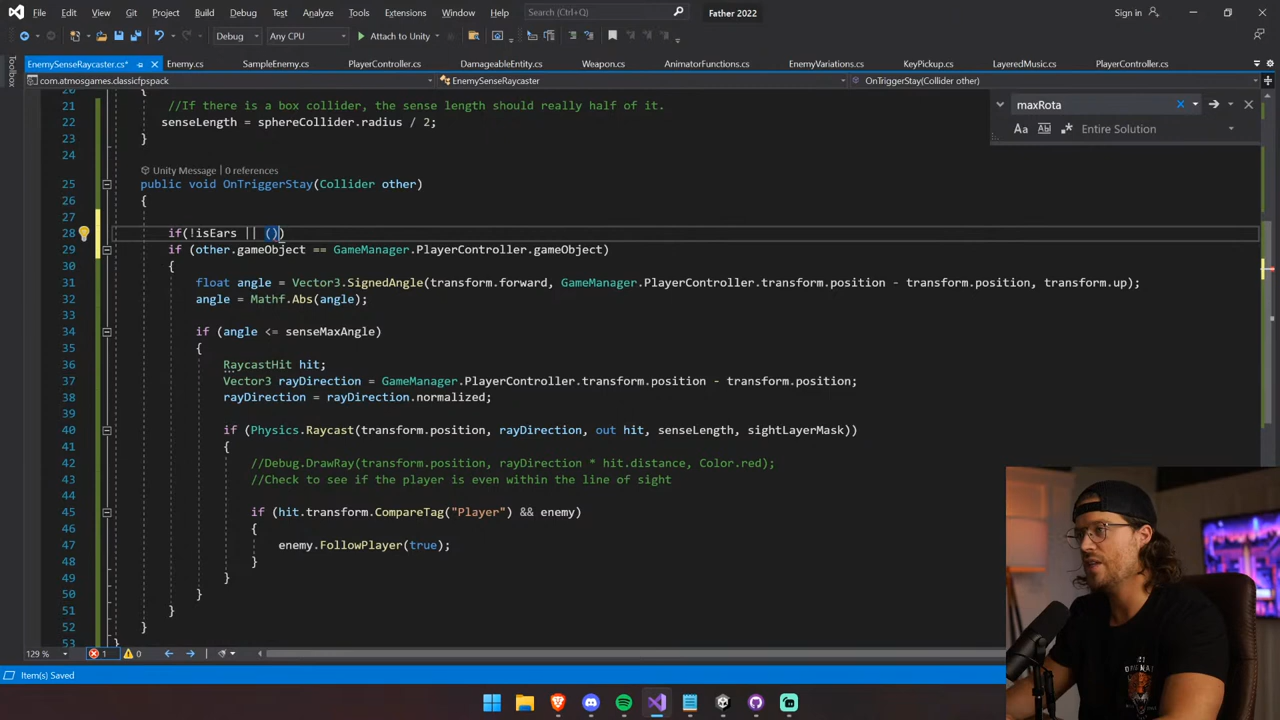 File Edit View Git Project Build Debug Test Analyze Tools Extensions Window Help Search (Ctrl+Q) Father 2022 Sign in
Debug Any CPU Attach to Unity
EnemySenseRaycaster.cs* Enemy.cs SampleEnemy.cs PlayerController.cs DamageableEntity.cs Weapon.cs AnimatorFunctions.cs EnemyVariations.cs KeyPickup.cs LayeredMusic.cs PlayerController.cs
Toolbox
com.atmosgames.classicfpspack EnemySenseRaycaster OnTriggerStay(Collider other)
maxRota
Aa Ab Entire Solution
20 }
21 //If there is a box collider, the sense length should really half of it.
22 senseLength = sphereCollider.radius / 2;
23 }
24
Unity Message | 0 references
25 public void OnTriggerStay(Collider other)
26 {
27
28 if(!isEars || ())
29 if (other.gameObject == GameManager.PlayerController.gameObject)
30 {
31 float angle = Vector3.SignedAngle(transform.forward, GameManager.PlayerController.transform.position - transform.position, transform.up);
32 angle = Mathf.Abs(angle);
33
34 if (angle <= senseMaxAngle)
35 {
36 RaycastHit hit;
37 Vector3 rayDirection = GameManager.PlayerController.transform.position - transform.position;
38 rayDirection = rayDirection.normalized;
39
40 if (Physics.Raycast(transform.position, rayDirection, out hit, senseLength, sightLayerMask))
41 {
42 //Debug.DrawRay(transform.position, rayDirection * hit.distance, Color.red);
43 //Check to see if the player is even within the line of sight
44
45 if (hit.transform.CompareTag("Player") && enemy)
46 {
47 enemy.FollowPlayer(true);
48 }
49 }
50 }
51 }
52 }
53 }
129 % 1 0
Item(s) Saved